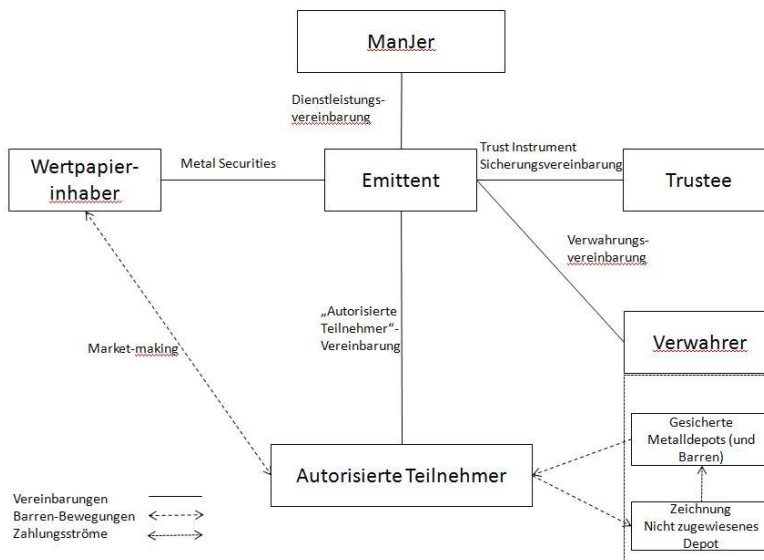 ManJer
Dienstleistungs-
vereinbarung
Wertpapier-
inhaber
Metal Securities
Emittent
Trust Instrument
Sicherungsvereinbarung
Trustee
Verwahrungs-
vereinbarung
„Autorisierte
Teilnehmer“-
Vereinbarung
Market-making
Verwahrer
Gesicherte
Metalldepots (und
Barren)
Autorisierte Teilnehmer
Zeichnung
Nicht zugewiesenes
Depot
Vereinbarungen
Barren-Bewegungen
Zahlungsströme